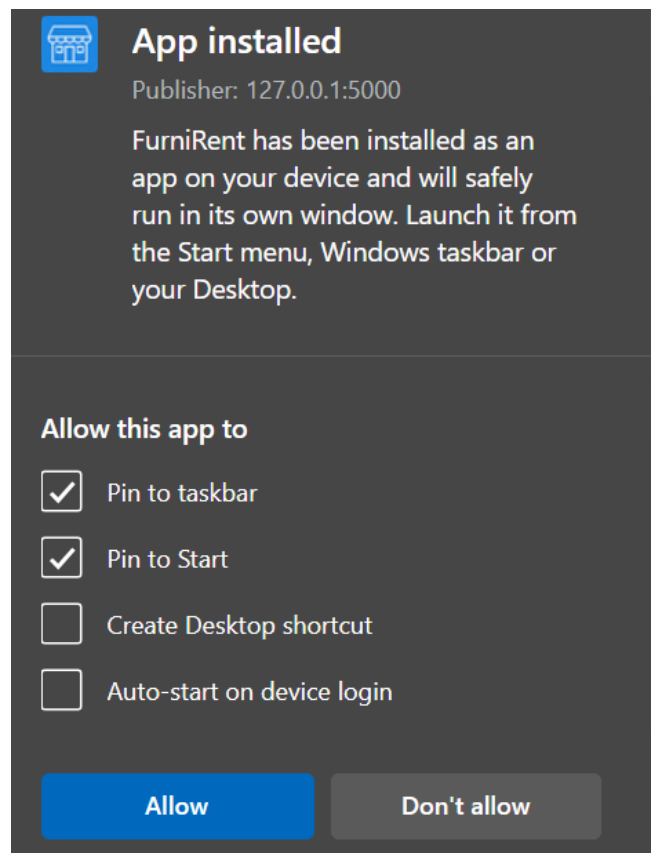 App installed
Publisher: 127.0.0.1:5000
FurniRent has been installed as an
app on your device and will safely
run in its own window. Launch it from
the Start menu, Windows taskbar or
your Desktop.
Allow this app to
Pin to taskbar
Pin to Start
Create Desktop shortcut
Auto-start on device login
Allow
Don't allow